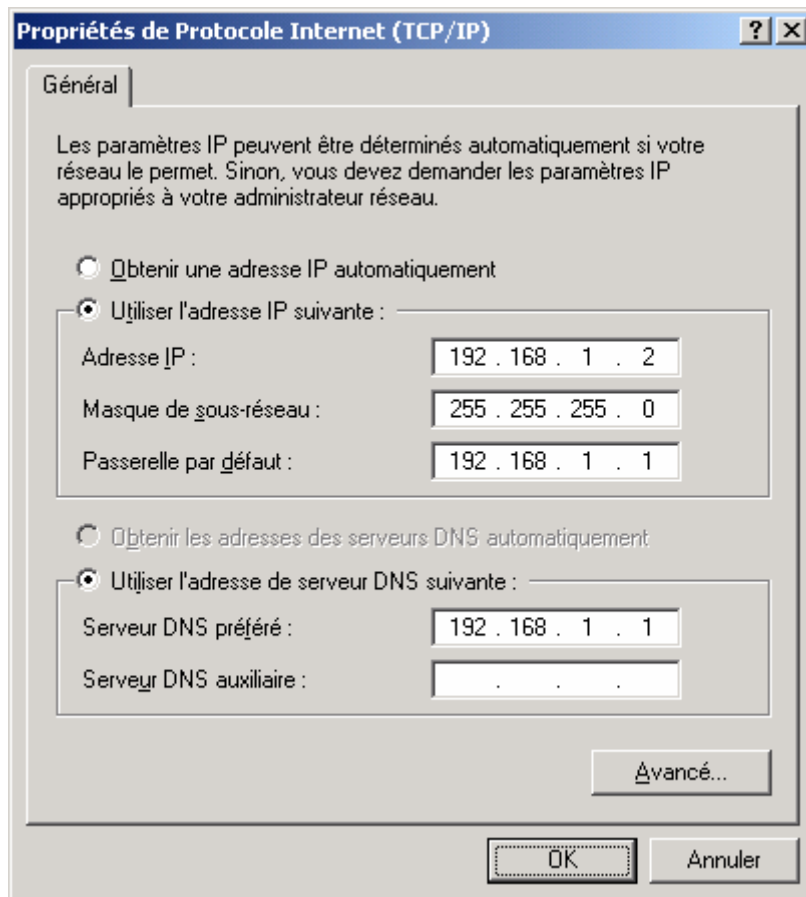 Propriétés de Protocole Internet (TCP/IP)
Général
Les paramètres IP peuvent être déterminés automatiquement si votre
réseau le permet. Sinon, vous devez demander les paramètres IP
appropriés à votre administrateur réseau.
Obtenir une adresse IP automatiquement
Utiliser l'adresse IP suivante :
Adresse IP : 192 . 168 . 1 . 2
Masque de sous-réseau : 255 . 255 . 255 . 0
Passerelle par défaut : 192 . 168 . 1 . 1
Obtenir les adresses des serveurs DNS automatiquement
Utiliser l'adresse de serveur DNS suivante :
Serveur DNS préféré : 192 . 168 . 1 . 1
Serveur DNS auxiliaire : . . .
Avancé...
OK Annuler